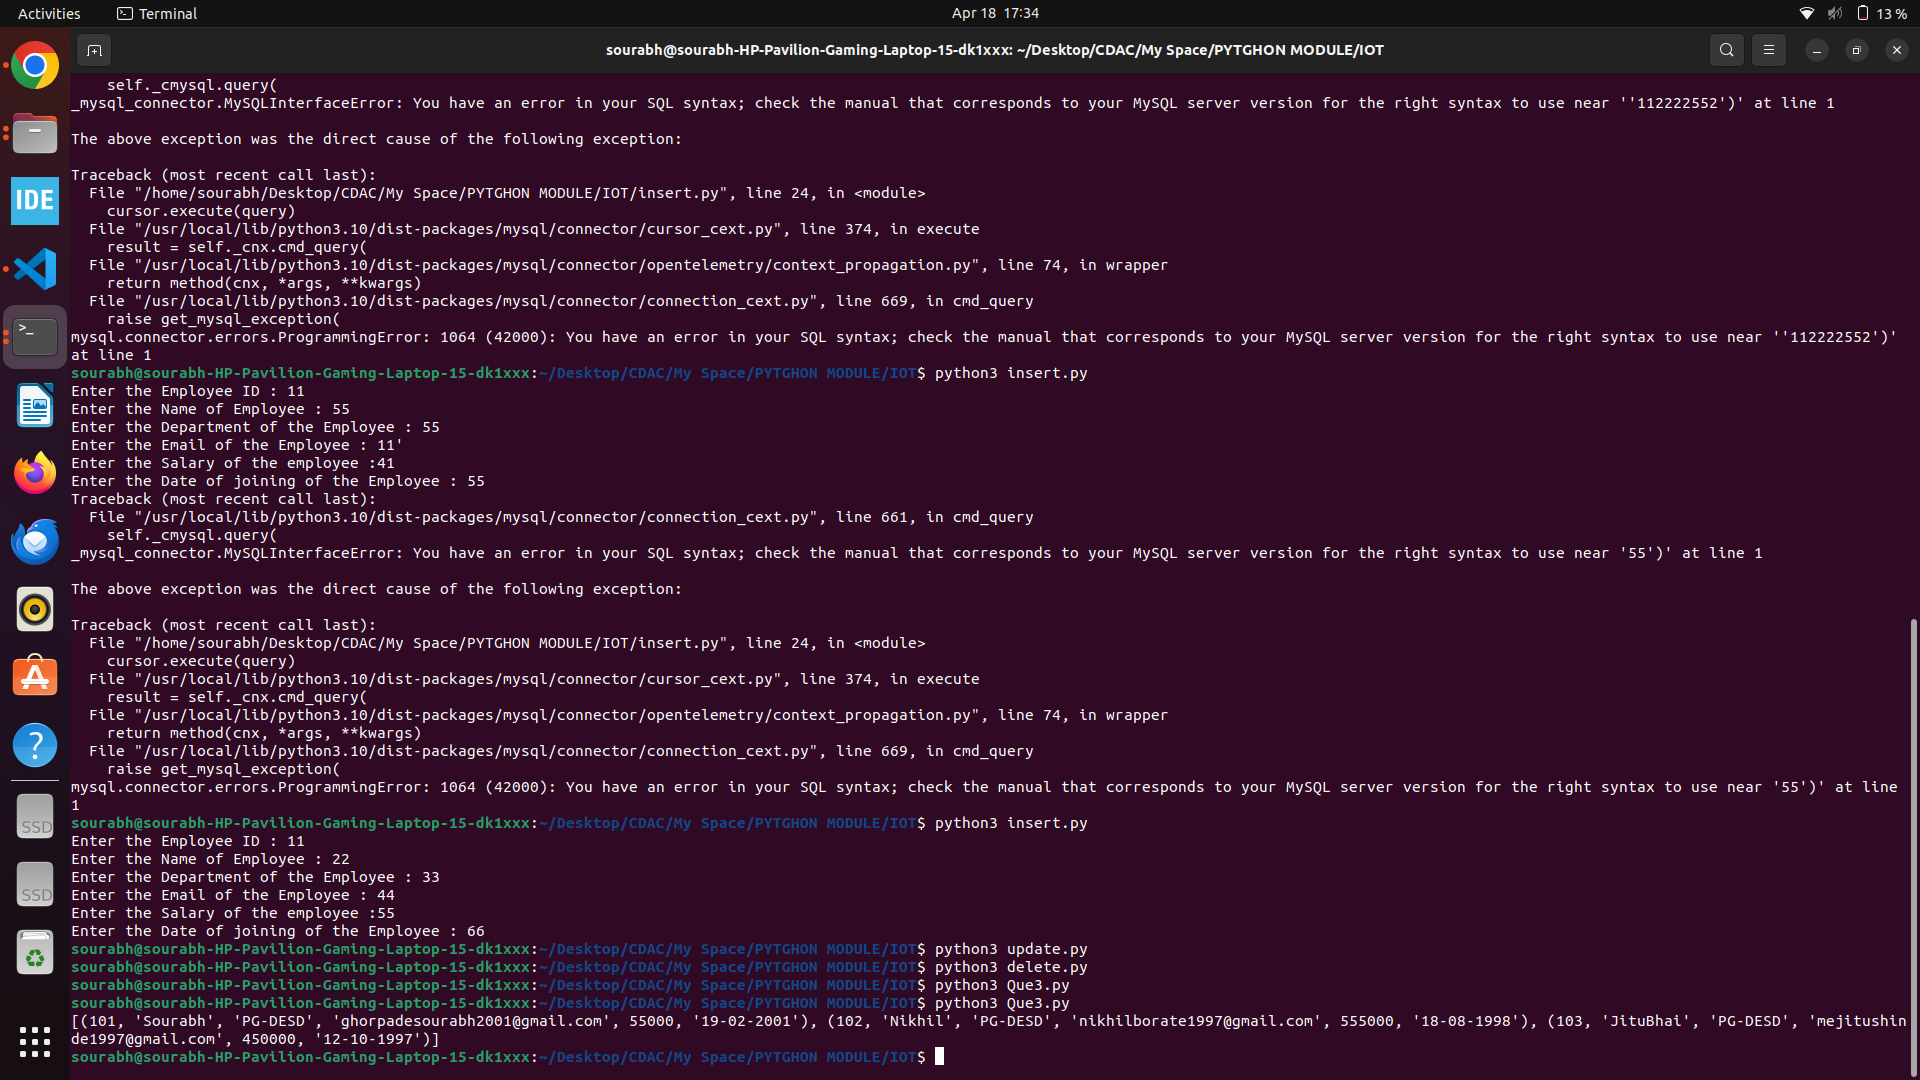 Activities
Terminal
Apr 18 17:34
13 %
sourabh@sourabh-HP-Pavilion-Gaming-Laptop-15-dk1xxx: ~/Desktop/CDAC/My Space/PYTGHON MODULE/IOT
    self._cmysql.query(
_mysql_connector.MySQLInterfaceError: You have an error in your SQL syntax; check the manual that corresponds to your MySQL server version for the right syntax to use near ''112222552')' at line 1

The above exception was the direct cause of the following exception:

Traceback (most recent call last):
  File "/home/sourabh/Desktop/CDAC/My Space/PYTGHON MODULE/IOT/insert.py", line 24, in <module>
    cursor.execute(query)
  File "/usr/local/lib/python3.10/dist-packages/mysql/connector/cursor_cext.py", line 374, in execute
    result = self._cnx.cmd_query(
  File "/usr/local/lib/python3.10/dist-packages/mysql/connector/opentelemetry/context_propagation.py", line 74, in wrapper
    return method(cnx, *args, **kwargs)
  File "/usr/local/lib/python3.10/dist-packages/mysql/connector/connection_cext.py", line 669, in cmd_query
    raise get_mysql_exception(
mysql.connector.errors.ProgrammingError: 1064 (42000): You have an error in your SQL syntax; check the manual that corresponds to your MySQL server version for the right syntax to use near ''112222552')'
at line 1
sourabh@sourabh-HP-Pavilion-Gaming-Laptop-15-dk1xxx:~/Desktop/CDAC/My Space/PYTGHON MODULE/IOT$ python3 insert.py
Enter the Employee ID : 11
Enter the Name of Employee : 55
Enter the Department of the Employee : 55
Enter the Email of the Employee : 11'
Enter the Salary of the employee :41
Enter the Date of joining of the Employee : 55
Traceback (most recent call last):
  File "/usr/local/lib/python3.10/dist-packages/mysql/connector/connection_cext.py", line 661, in cmd_query
    self._cmysql.query(
_mysql_connector.MySQLInterfaceError: You have an error in your SQL syntax; check the manual that corresponds to your MySQL server version for the right syntax to use near '55')' at line 1

The above exception was the direct cause of the following exception:

Traceback (most recent call last):
  File "/home/sourabh/Desktop/CDAC/My Space/PYTGHON MODULE/IOT/insert.py", line 24, in <module>
    cursor.execute(query)
  File "/usr/local/lib/python3.10/dist-packages/mysql/connector/cursor_cext.py", line 374, in execute
    result = self._cnx.cmd_query(
  File "/usr/local/lib/python3.10/dist-packages/mysql/connector/opentelemetry/context_propagation.py", line 74, in wrapper
    return method(cnx, *args, **kwargs)
  File "/usr/local/lib/python3.10/dist-packages/mysql/connector/connection_cext.py", line 669, in cmd_query
    raise get_mysql_exception(
mysql.connector.errors.ProgrammingError: 1064 (42000): You have an error in your SQL syntax; check the manual that corresponds to your MySQL server version for the right syntax to use near '55')' at line
1
sourabh@sourabh-HP-Pavilion-Gaming-Laptop-15-dk1xxx:~/Desktop/CDAC/My Space/PYTGHON MODULE/IOT$ python3 insert.py
Enter the Employee ID : 11
Enter the Name of Employee : 22
Enter the Department of the Employee : 33
Enter the Email of the Employee : 44
Enter the Salary of the employee :55
Enter the Date of joining of the Employee : 66
sourabh@sourabh-HP-Pavilion-Gaming-Laptop-15-dk1xxx:~/Desktop/CDAC/My Space/PYTGHON MODULE/IOT$ python3 update.py
sourabh@sourabh-HP-Pavilion-Gaming-Laptop-15-dk1xxx:~/Desktop/CDAC/My Space/PYTGHON MODULE/IOT$ python3 delete.py
sourabh@sourabh-HP-Pavilion-Gaming-Laptop-15-dk1xxx:~/Desktop/CDAC/My Space/PYTGHON MODULE/IOT$ python3 Que3.py
sourabh@sourabh-HP-Pavilion-Gaming-Laptop-15-dk1xxx:~/Desktop/CDAC/My Space/PYTGHON MODULE/IOT$ python3 Que3.py
[(101, 'Sourabh', 'PG-DESD', 'ghorpadesourabh2001@gmail.com', 55000, '19-02-2001'), (102, 'Nikhil', 'PG-DESD', 'nikhilborate1997@gmail.com', 555000, '18-08-1998'), (103, 'JituBhai', 'PG-DESD', 'mejitushin
de1997@gmail.com', 450000, '12-10-1997')]
sourabh@sourabh-HP-Pavilion-Gaming-Laptop-15-dk1xxx:~/Desktop/CDAC/My Space/PYTGHON MODULE/IOT$
IDE
>_
?
SSD
SSD